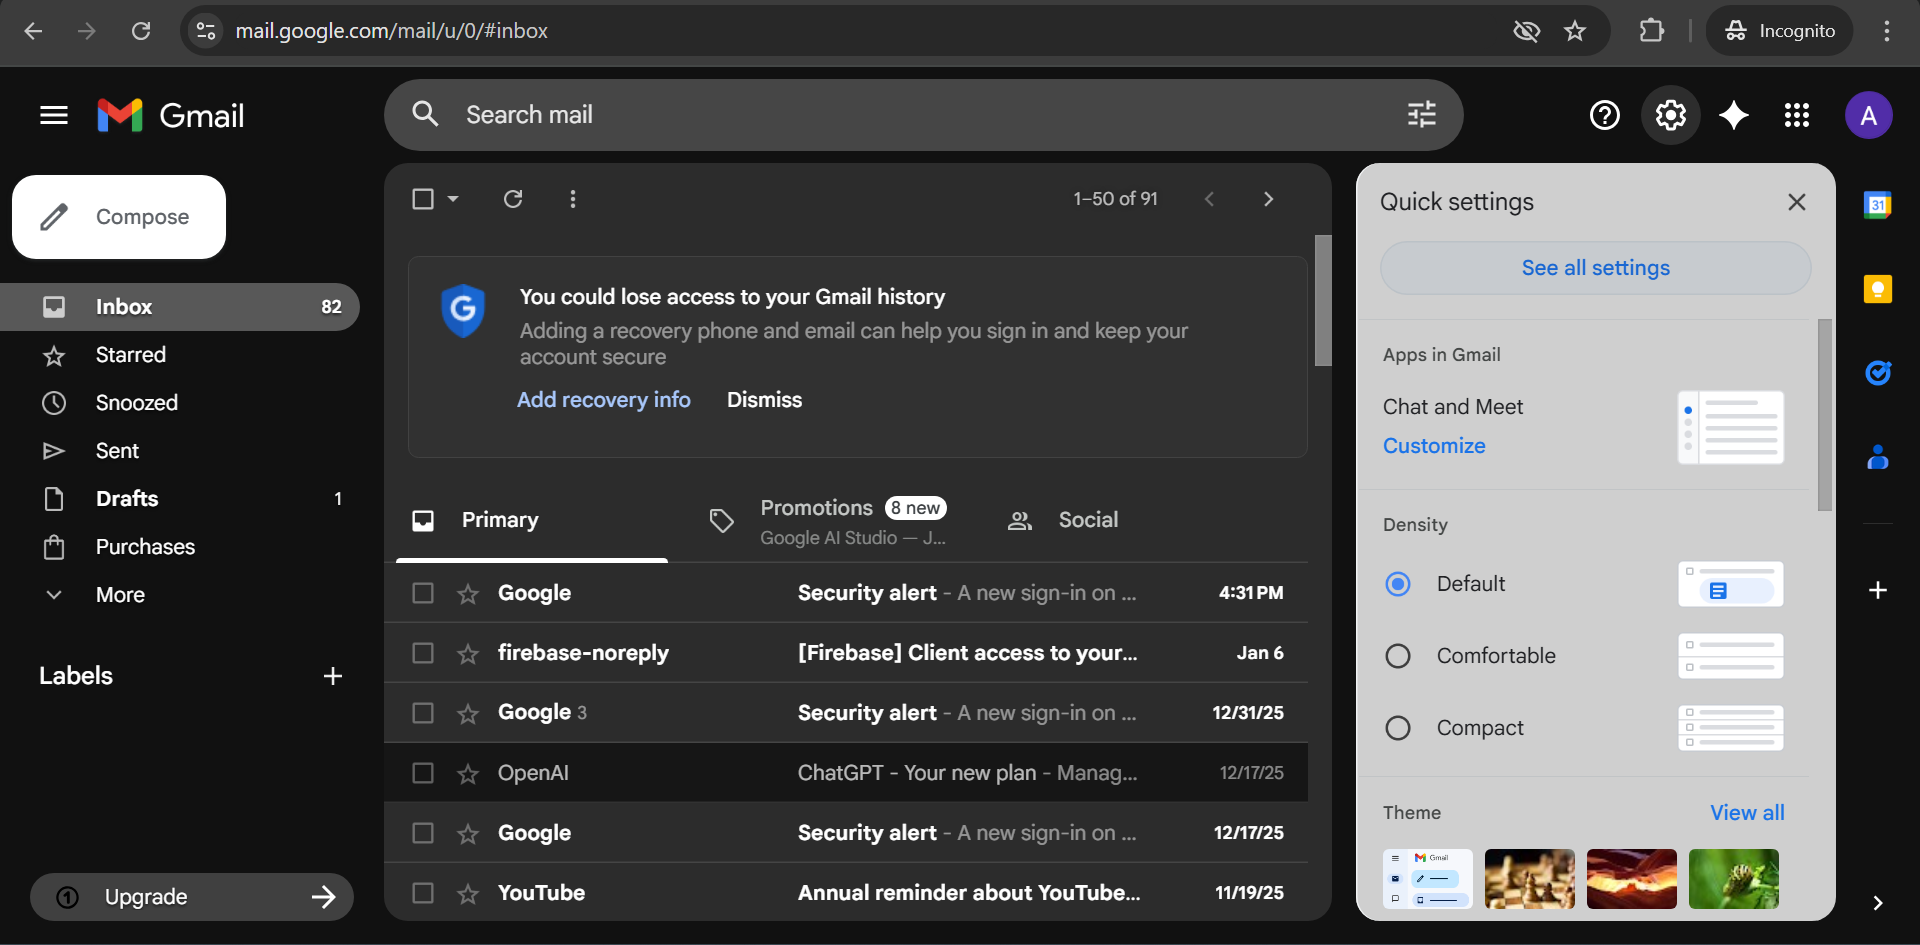 mail.google.com/mail/u/0/#inbox
Incognito
Gmail
Search mail
A
Compose
Inbox 82
Starred
Snoozed
Sent
Drafts 1
Purchases
More
Labels
Upgrade
1–50 of 91
You could lose access to your Gmail history
Adding a recovery phone and email can help you sign in and keep your
account secure
Add recovery info Dismiss
Primary
Promotions 8 new
Google AI Studio — J...
Social
Google Security alert - A new sign-in on ... 4:31 PM
firebase-noreply [Firebase] Client access to your... Jan 6
Google 3 Security alert - A new sign-in on ... 12/31/25
OpenAI ChatGPT - Your new plan - Manag... 12/17/25
Google Security alert - A new sign-in on ... 12/17/25
YouTube Annual reminder about YouTube... 11/19/25
Quick settings
See all settings
Apps in Gmail
Chat and Meet
Customize
Density
Default
Comfortable
Compact
Theme View all
Gmail
31